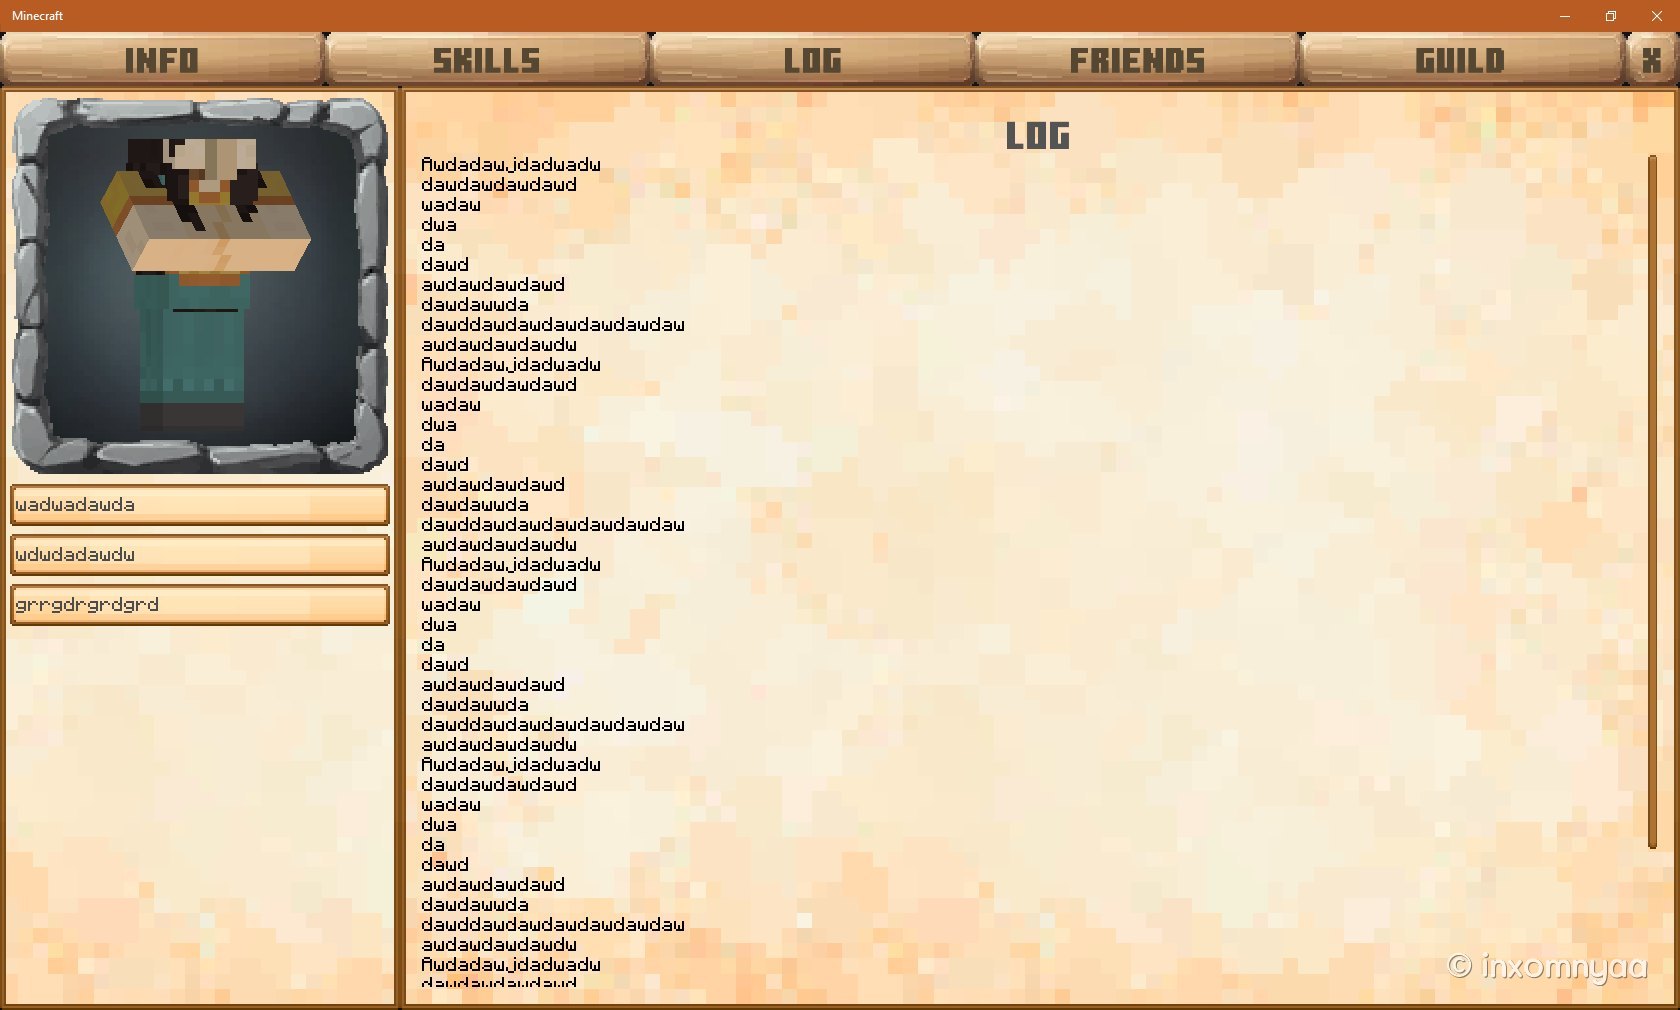 Minecraft
INFO SKILLS LOG FRIENDS GUILD X
wadwadawda
wdwdadawdw
grrgdrgrdgrd
LOG
Awdadaw,jdadwadw
dawdawdawdawd
wadaw
dwa
da
dawd
awdawdawdawd
dawdawwda
dawddawdawdawdawdawdaw
awdawdawdawdw
Awdadaw,jdadwadw
dawdawdawdawd
wadaw
dwa
da
dawd
awdawdawdawd
dawdawwda
dawddawdawdawdawdawdaw
awdawdawdawdw
Awdadaw,jdadwadw
dawdawdawdawd
wadaw
dwa
da
dawd
awdawdawdawd
dawdawwda
dawddawdawdawdawdawdaw
awdawdawdawdw
Awdadaw,jdadwadw
dawdawdawdawd
wadaw
dwa
da
dawd
awdawdawdawd
dawdawwda
dawddawdawdawdawdawdaw
awdawdawdawdw
Awdadaw,jdadwadw
dawdawdawdawd
© inxomnyaa